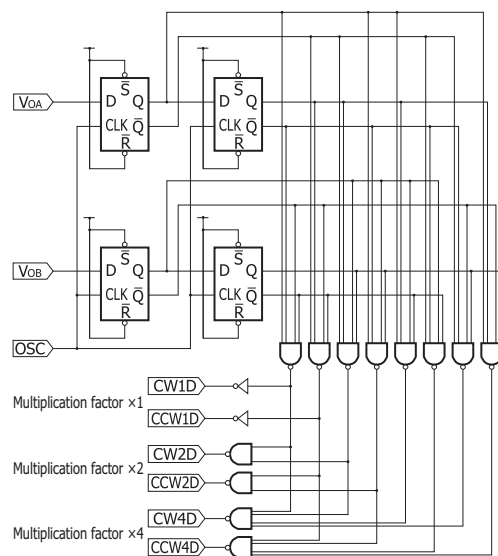 S̅ S̅
VOA D Q D Q
CLK Q̅ CLK Q̅
R̅ R̅
S̅ S̅
VOB D Q D Q
CLK Q̅ CLK Q̅
R̅ R̅
OSC
CW1D
Multiplication factor ×1
CCW1D
CW2D
Multiplication factor ×2
CCW2D
CW4D
Multiplication factor ×4
CCW4D